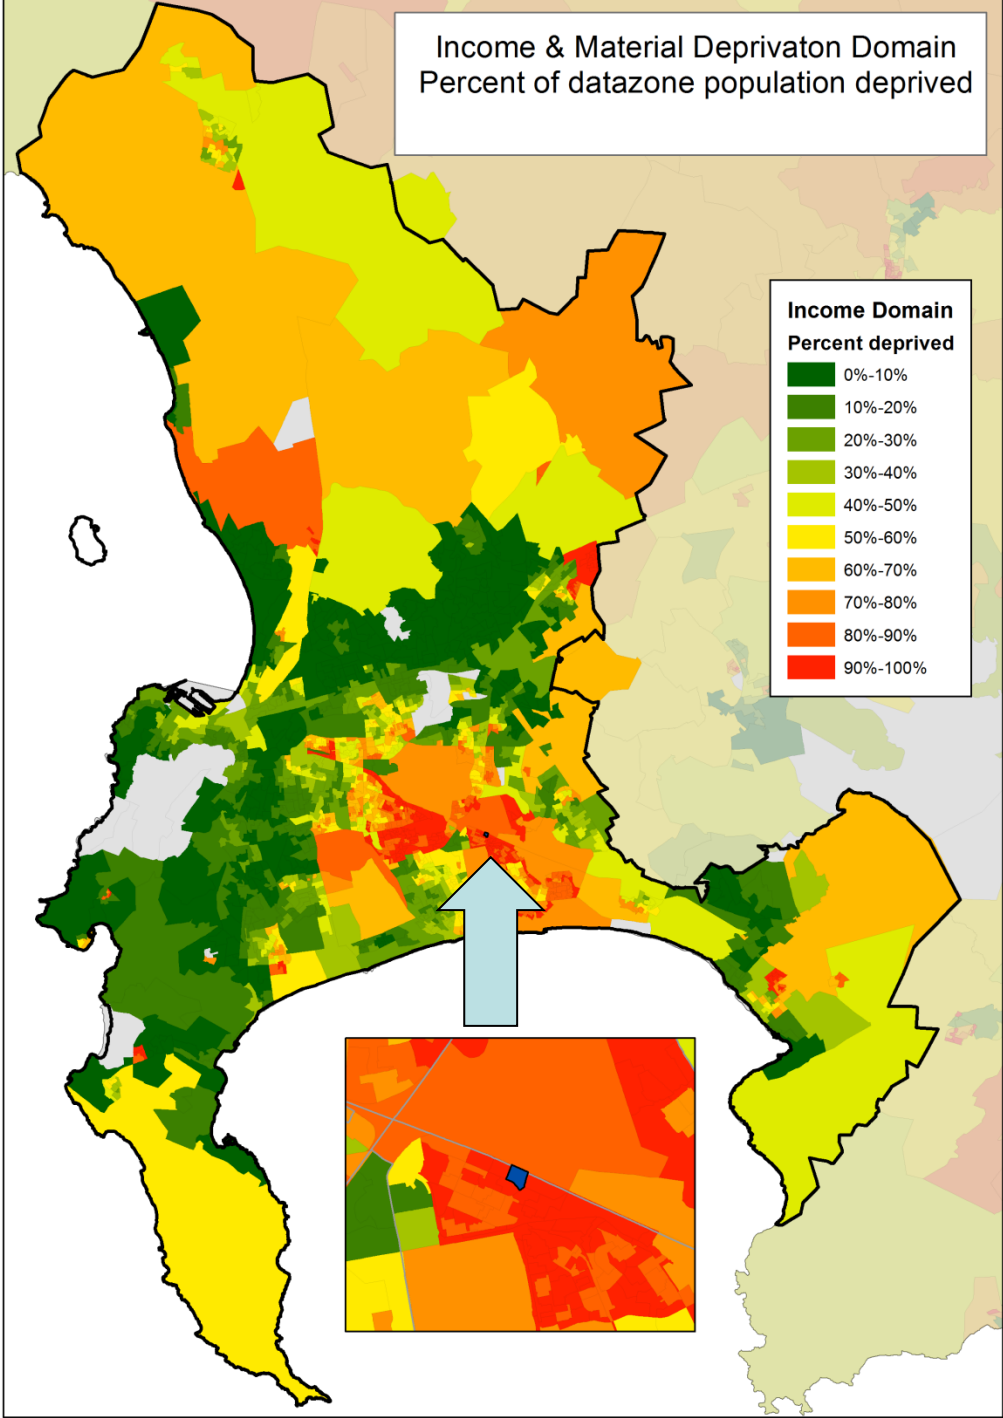 Income & Material Deprivaton Domain
Percent of datazone population deprived
Income Domain
Percent deprived
0%-10%
10%-20%
20%-30%
30%-40%
40%-50%
50%-60%
60%-70%
70%-80%
80%-90%
90%-100%